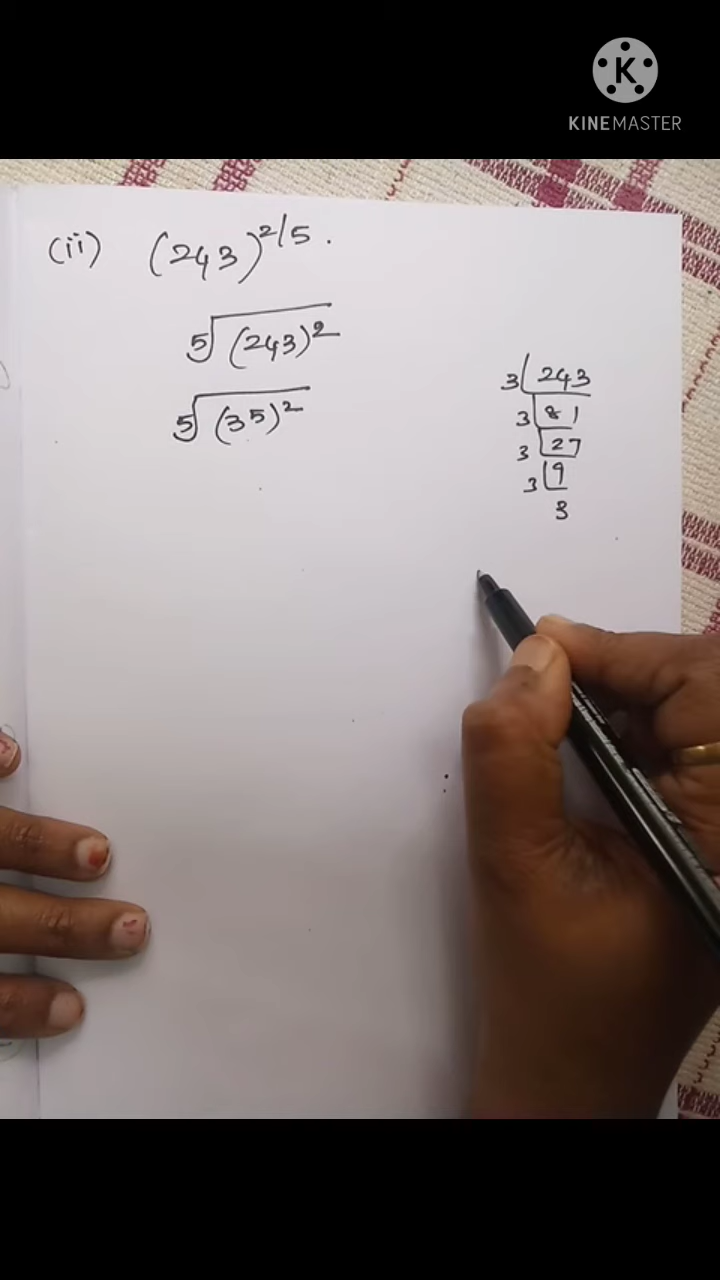 K
KINEMASTER
(ii) (243)^2/5.
5√(243)^2
5√(3^5)^2
3 243
3 81
3 27
3 9
3